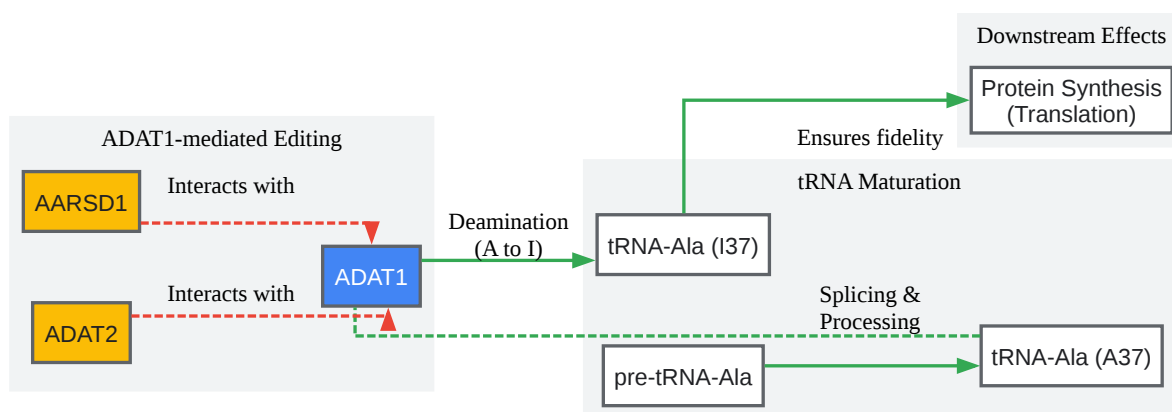 Downstream Effects
Protein Synthesis
(Translation)
ADAT1-mediated Editing
Ensures fidelity
Interacts with
tRNA Maturation
AARSD1
Deamination
(A to I)
tRNA-Ala (I37)
ADAT1
Interacts with
Splicing &
Processing
ADAT2
tRNA-Ala (A37)
pre-tRNA-Ala